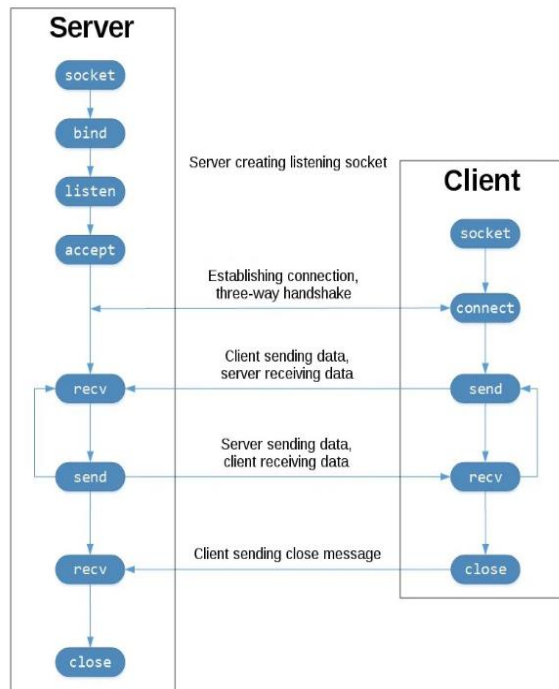 Server
socket
bind
Server creating listening socket
listen
Client
socket
accept
Establishing connection,
three-way handshake
connect
Client sending data,
server receiving data
recv
send
Server sending data,
client receiving data
send
recv
Client sending close message
recv
close
close